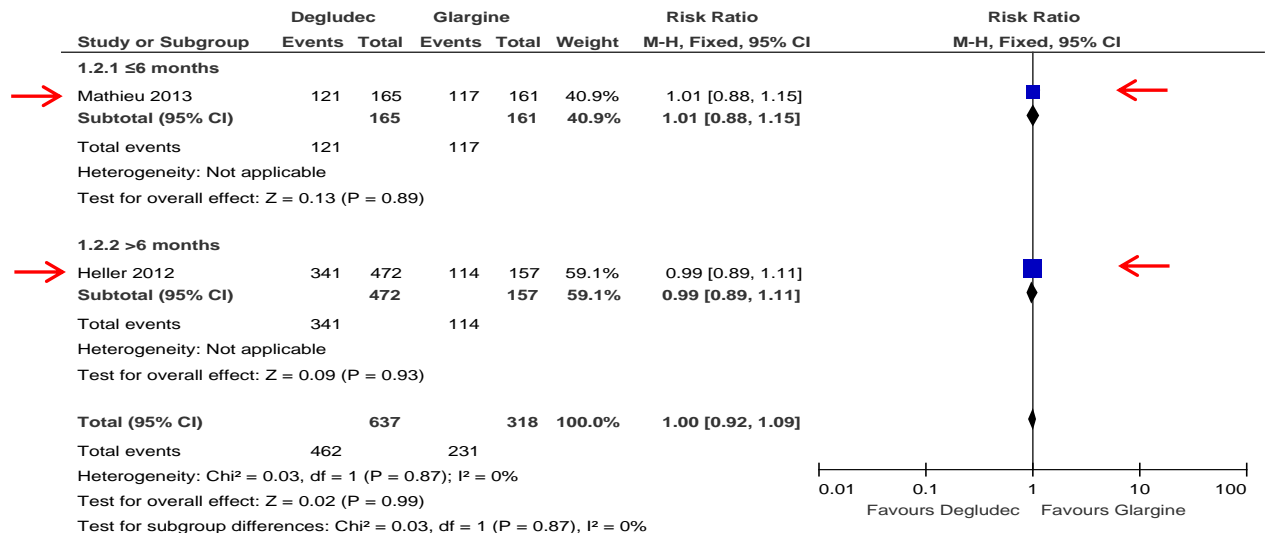 Degludec Glargine Risk Ratio Risk Ratio
Study or Subgroup Events Total Events Total Weight M-H, Fixed, 95% CI M-H, Fixed, 95% CI
1.2.1 ≤6 months
Mathieu 2013 121 165 117 161 40.9% 1.01 [0.88, 1.15]
Subtotal (95% CI) 165 161 40.9% 1.01 [0.88, 1.15]
Total events 121 117
Heterogeneity: Not applicable
Test for overall effect: Z = 0.13 (P = 0.89)
1.2.2 >6 months
Heller 2012 341 472 114 157 59.1% 0.99 [0.89, 1.11]
Subtotal (95% CI) 472 157 59.1% 0.99 [0.89, 1.11]
Total events 341 114
Heterogeneity: Not applicable
Test for overall effect: Z = 0.09 (P = 0.93)
Total (95% CI) 637 318 100.0% 1.00 [0.92, 1.09]
Total events 462 231
Heterogeneity: Chi² = 0.03, df = 1 (P = 0.87); I² = 0%
Test for overall effect: Z = 0.02 (P = 0.99)
Test for subgroup differences: Chi² = 0.03, df = 1 (P = 0.87), I² = 0%
0.01 0.1 1 10 100
Favours Degludec Favours Glargine